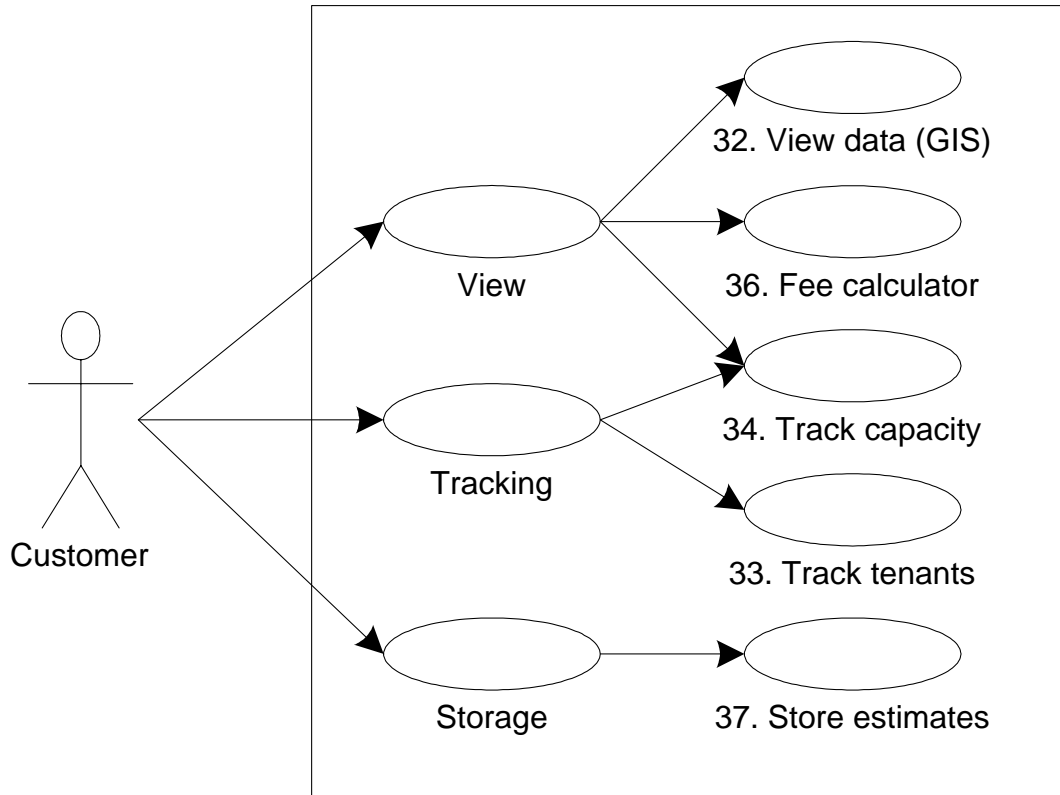 32. View data (GIS)
View
36. Fee calculator
34. Track capacity
Tracking
Customer
33. Track tenants
Storage
37. Store estimates